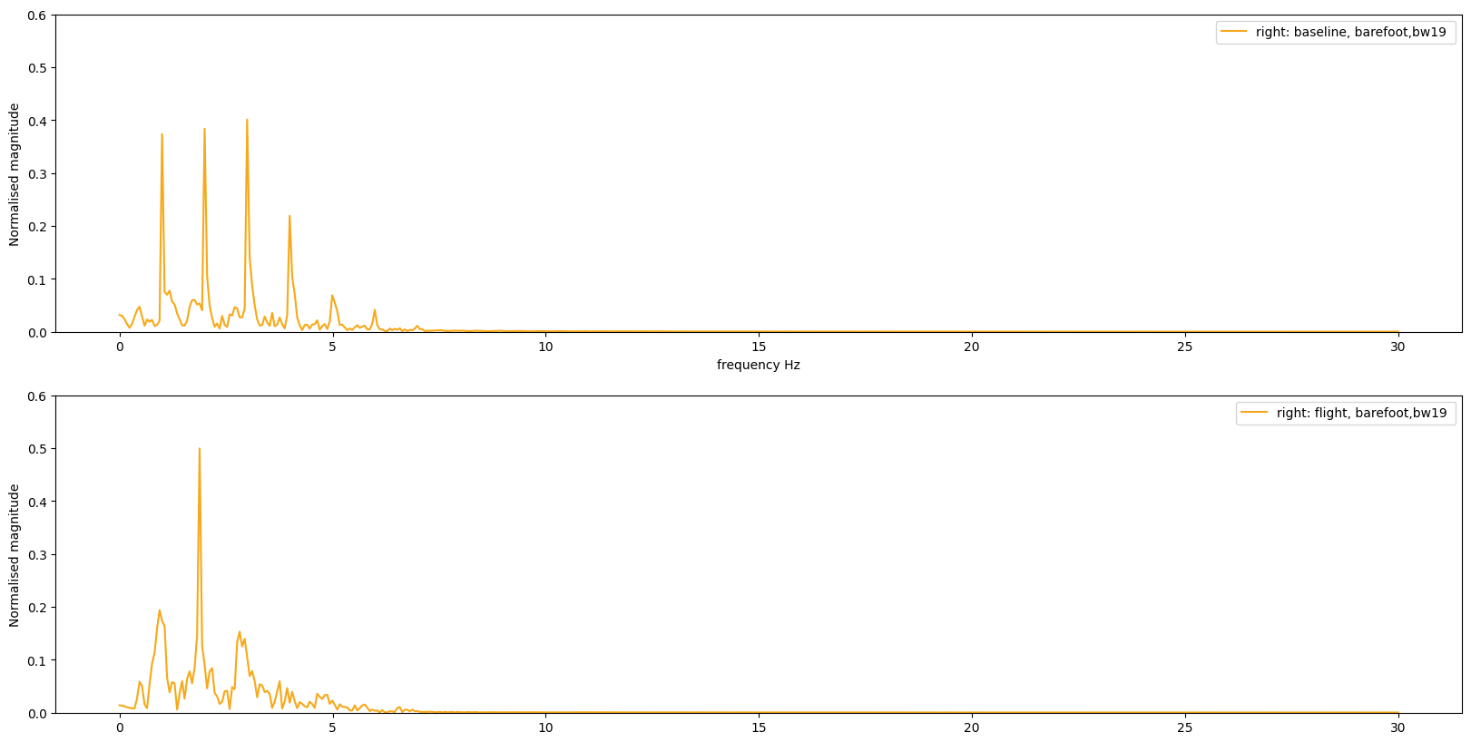 0.6
0.5
0.4
0.3
0.2
0.1
0.0
Normalised magnitude
right: baseline, barefoot,bw19
0 5 10 15 20 25 30
frequency Hz
0.6
0.5
0.4
0.3
0.2
0.1
0.0
Normalised magnitude
right: flight, barefoot,bw19
0 5 10 15 20 25 30